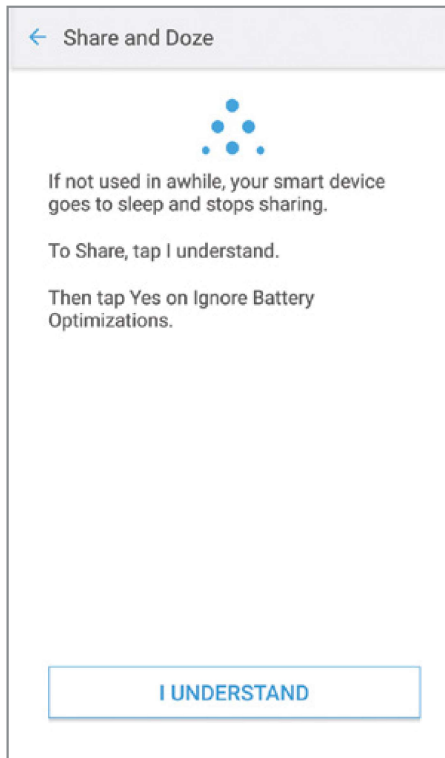 Share and Doze
If not used in awhile, your smart device
goes to sleep and stops sharing.
To Share, tap I understand.
Then tap Yes on Ignore Battery
Optimizations.
I UNDERSTAND